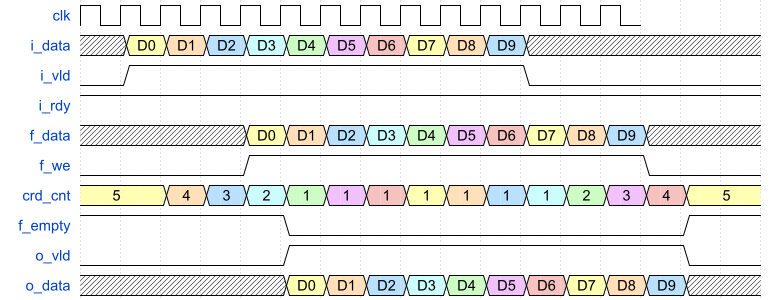 clk
i_data D0 D1 D2 D3 D4 D5 D6 D7 D8 D9
i_vld
i_rdy
f_data D0 D1 D2 D3 D4 D5 D6 D7 D8 D9
f_we
crd_cnt 5 4 3 2 1 1 1 1 1 1 1 2 3 4 5
f_empty
o_vld
o_data D0 D1 D2 D3 D4 D5 D6 D7 D8 D9